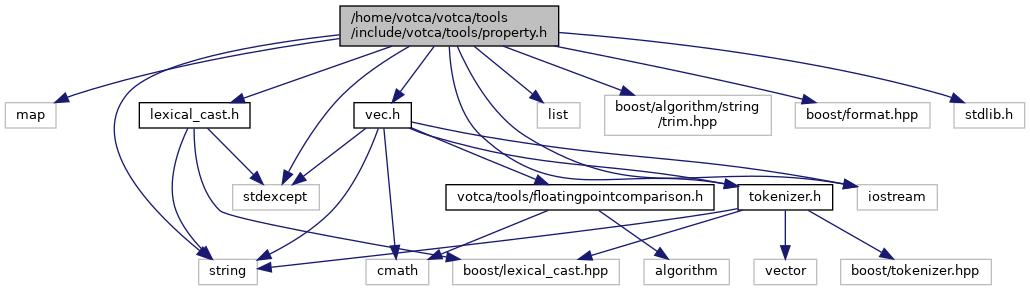 /home/votca/votca/tools
/include/votca/tools/property.h
map
lexical_cast.h
vec.h
list
boost/algorithm/string
/trim.hpp
boost/format.hpp
stdlib.h
stdexcept
votca/tools/floatingpointcomparison.h
tokenizer.h
iostream
string
cmath
boost/lexical_cast.hpp
algorithm
vector
boost/tokenizer.hpp